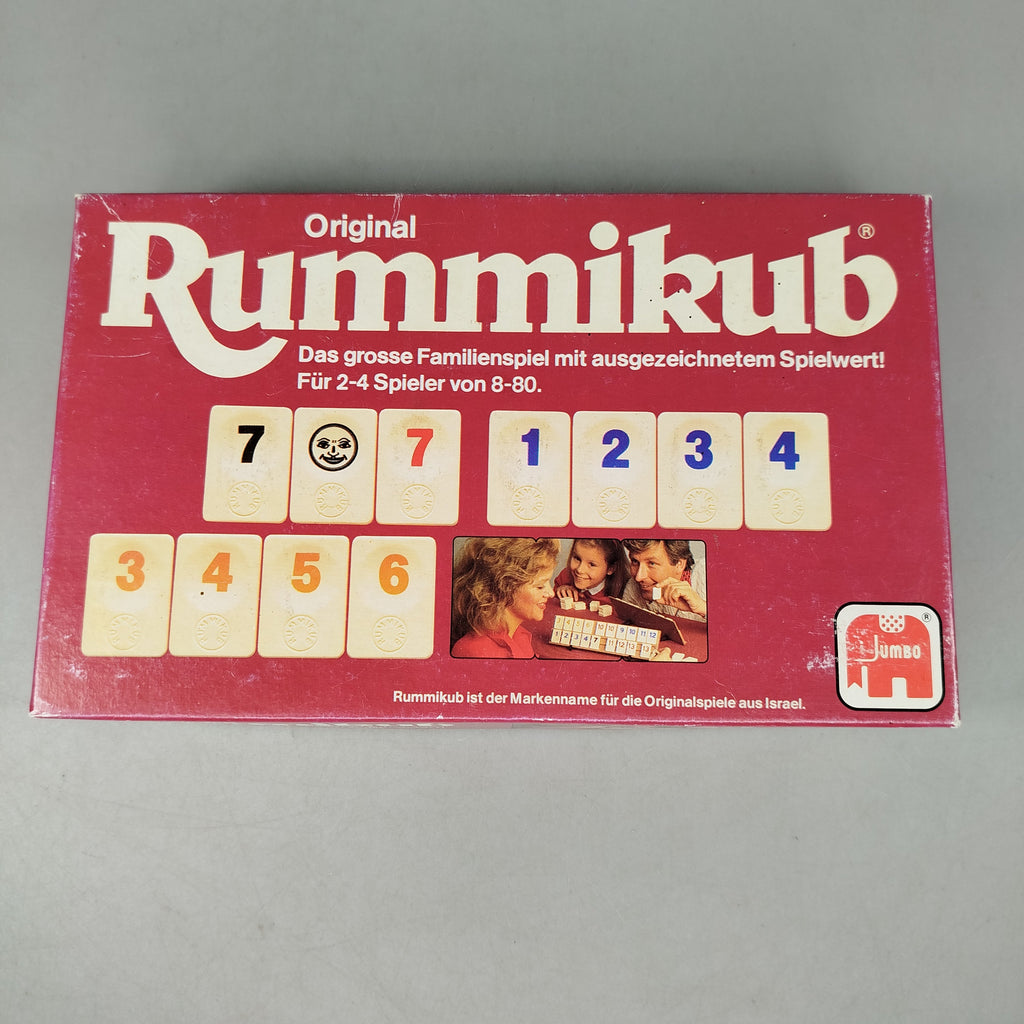 Original
Rummikub®
Das grosse Familienspiel mit ausgezeichnetem Spielwert!
Für 2-4 Spieler von 8-80.
7 7 1 2 3 4
3 4 5 6
JUMBO ®
Rummikub ist der Markenname für die Originalspiele aus Israel.